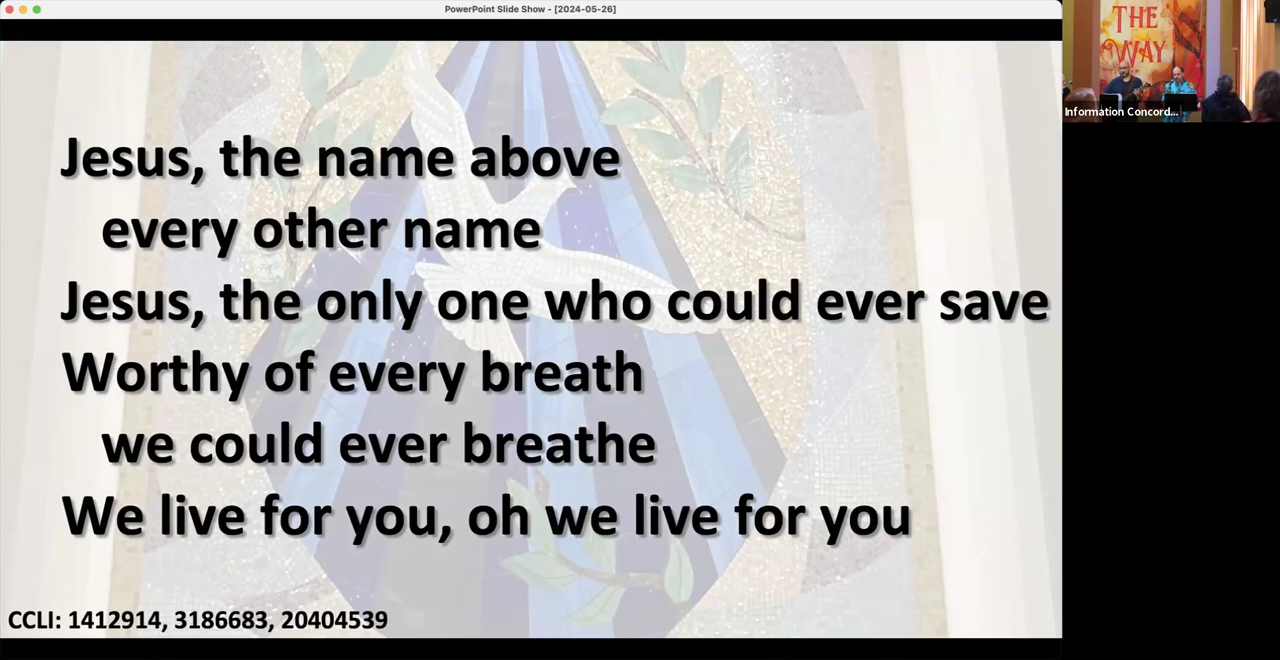 PowerPoint Slide Show - [2024-05-26]
THE
WAY
Information Concord...
Jesus, the name above
every other name
Jesus, the only one who could ever save
Worthy of every breath
we could ever breathe
We live for you, oh we live for you
CCLI: 1412914, 3186683, 20404539